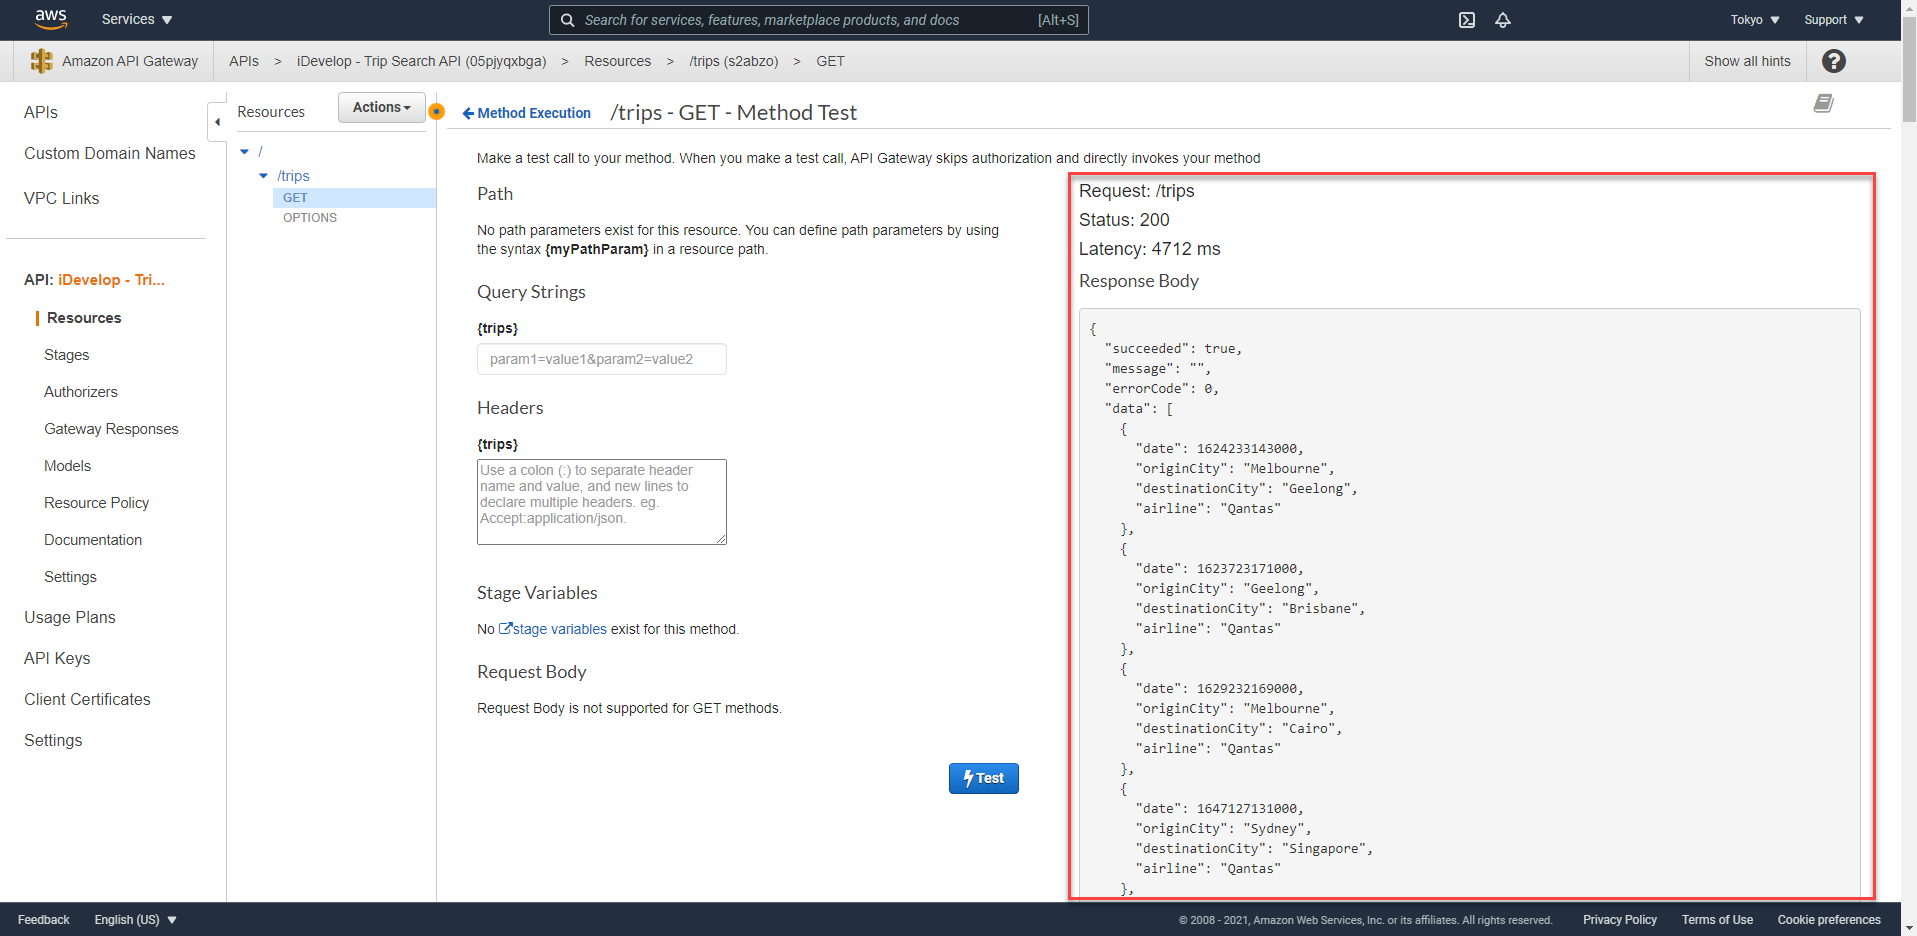 aws Services Search for services, features, marketplace products, and docs [Alt+S] Tokyo Support
Amazon API Gateway APIs > iDevelop - Trip Search API (05pjyqxbga) > Resources > /trips (s2abzo) > GET Show all hints ?
APIs
Custom Domain Names
VPC Links
API: iDevelop - Tri...
Resources
Stages
Authorizers
Gateway Responses
Models
Resource Policy
Documentation
Settings
Usage Plans
API Keys
Client Certificates
Settings
Resources Actions
/
/trips
GET
OPTIONS
Method Execution /trips - GET - Method Test
Make a test call to your method. When you make a test call, API Gateway skips authorization and directly invokes your method
Path
No path parameters exist for this resource. You can define path parameters by using
the syntax {myPathParam} in a resource path.
Query Strings
{trips}
param1=value1&param2=value2
Headers
{trips}
Use a colon (:) to separate header
name and value, and new lines to
declare multiple headers. eg.
Accept:application/json.
Stage Variables
No stage variables exist for this method.
Request Body
Request Body is not supported for GET methods.
Test
Request: /trips
Status: 200
Latency: 4712 ms
Response Body
{
"succeeded": true,
"message": "",
"errorCode": 0,
"data": [
{
"date": 1624233143000,
"originCity": "Melbourne",
"destinationCity": "Geelong",
"airline": "Qantas"
},
{
"date": 1623723171000,
"originCity": "Geelong",
"destinationCity": "Brisbane",
"airline": "Qantas"
},
{
"date": 1629232169000,
"originCity": "Melbourne",
"destinationCity": "Cairo",
"airline": "Qantas"
},
{
"date": 1647127131000,
"originCity": "Sydney",
"destinationCity": "Singapore",
"airline": "Qantas"
},
Feedback English (US) © 2008 - 2021, Amazon Web Services, Inc. or its affiliates. All rights reserved. Privacy Policy Terms of Use Cookie preferences